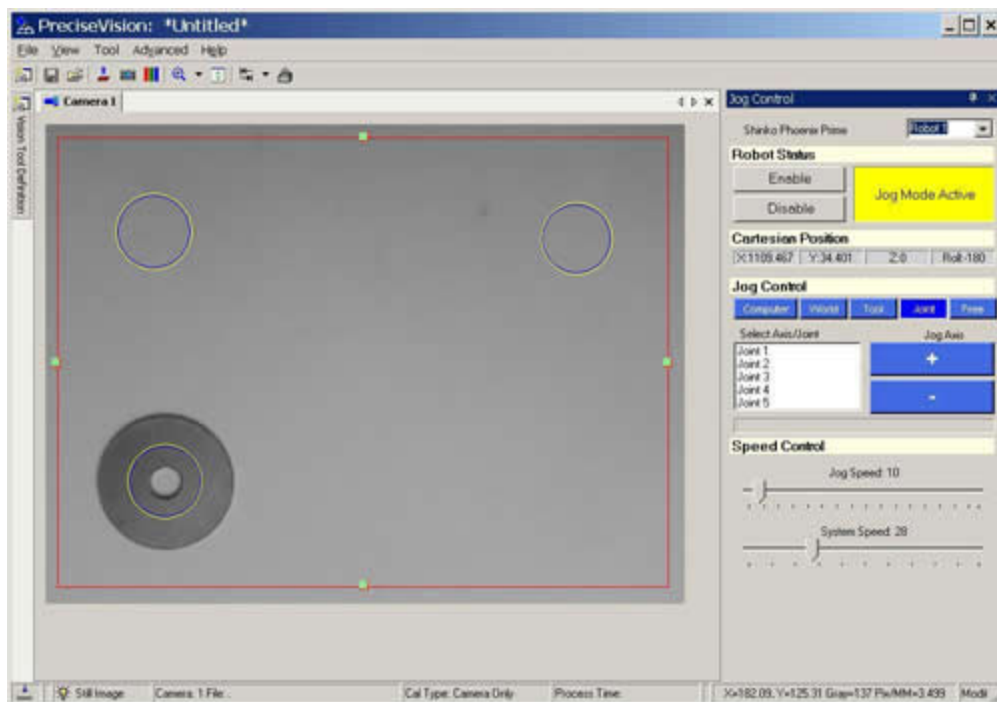 PreciseVision: *Untitled*
File View Tool Advanced Help
Camera 1
Vision Tool Definition
Jog Control
Shinko Phoenix Prime Robot 1
Robot Status
Enable
Disable
Jog Mode Active
Cartesian Position
X:1109.467 Y:34.401 Z:0 Roll:-180
Jog Control
Computer World Tool Joint Free
Select Axis/Joint Jog Axis
Joint 1
Joint 2
Joint 3
Joint 4
Joint 5
+
-
Speed Control
Jog Speed: 10
System Speed: 28
Still Image Camera: 1 File:.. Cal Type: Camera Only Process Time: X=182.09, Y=125.31 Gray=137 Pix/MM=3.499 Modi